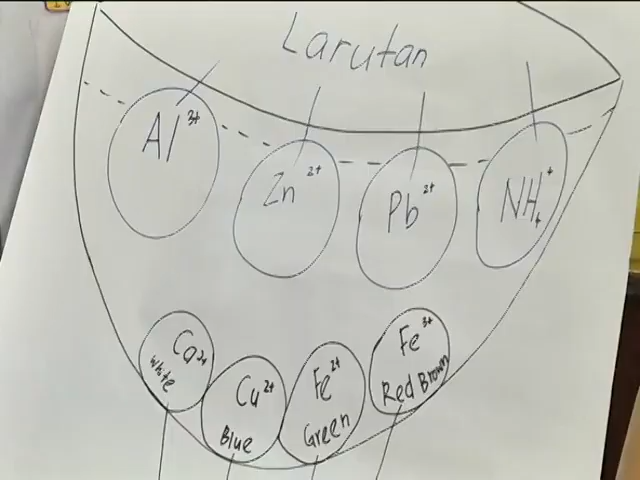 Larutan
Al³⁺
Zn²⁺
Pb²⁺
NH₄⁺
Ca²⁺
White
Cu²⁺
Blue
Fe²⁺
Green
Fe³⁺
Red Brown